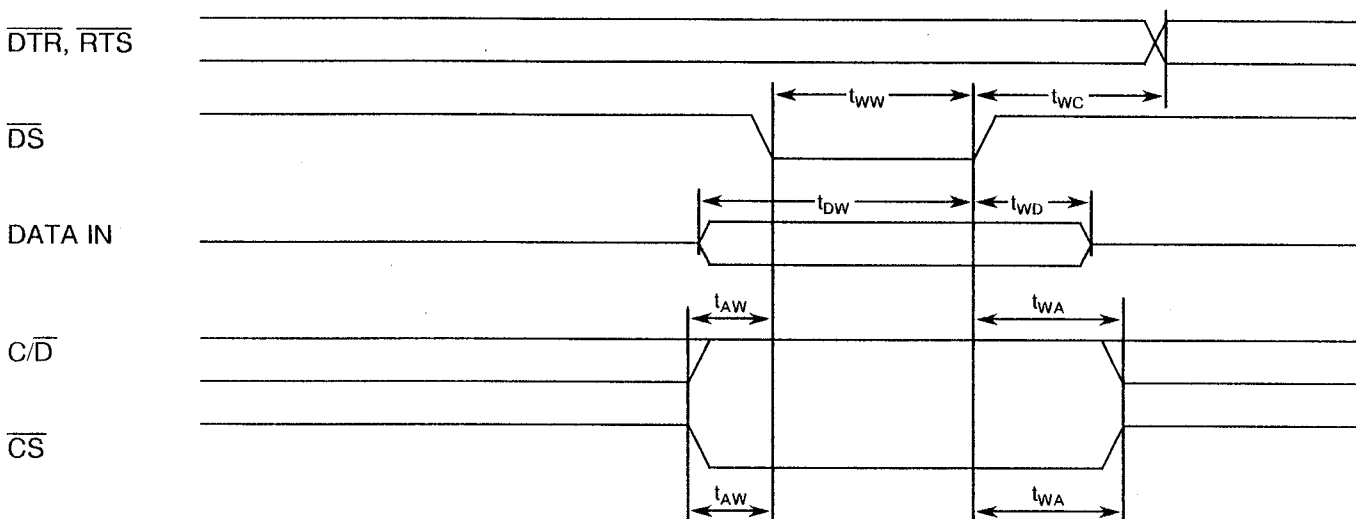 DTR, RTS
tWW
tWC
DS
tDW
tWD
DATA IN
tAW
tWA
C/D
CS
tAW
tWA